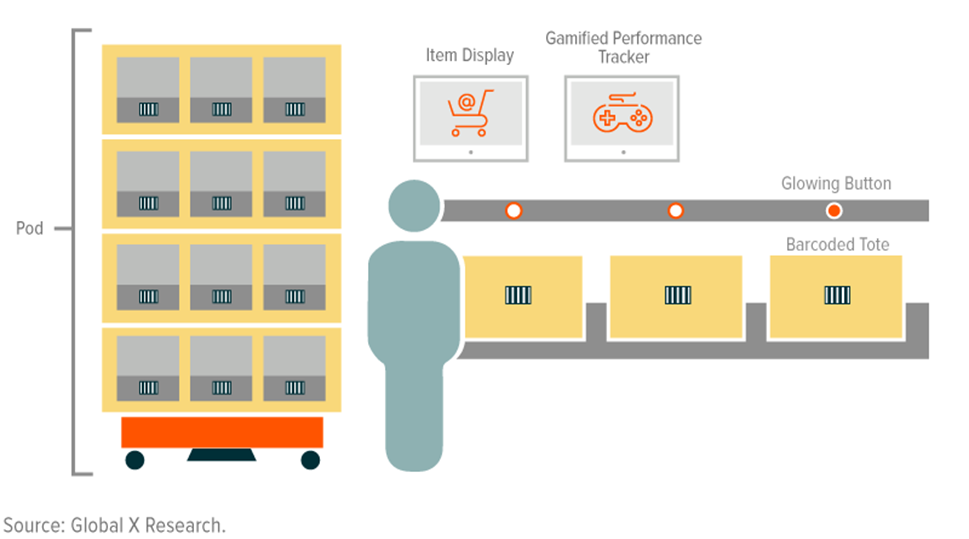 Item Display
Gamified Performance
Tracker
Glowing Button
Pod
Barcoded Tote
Source: Global X Research.